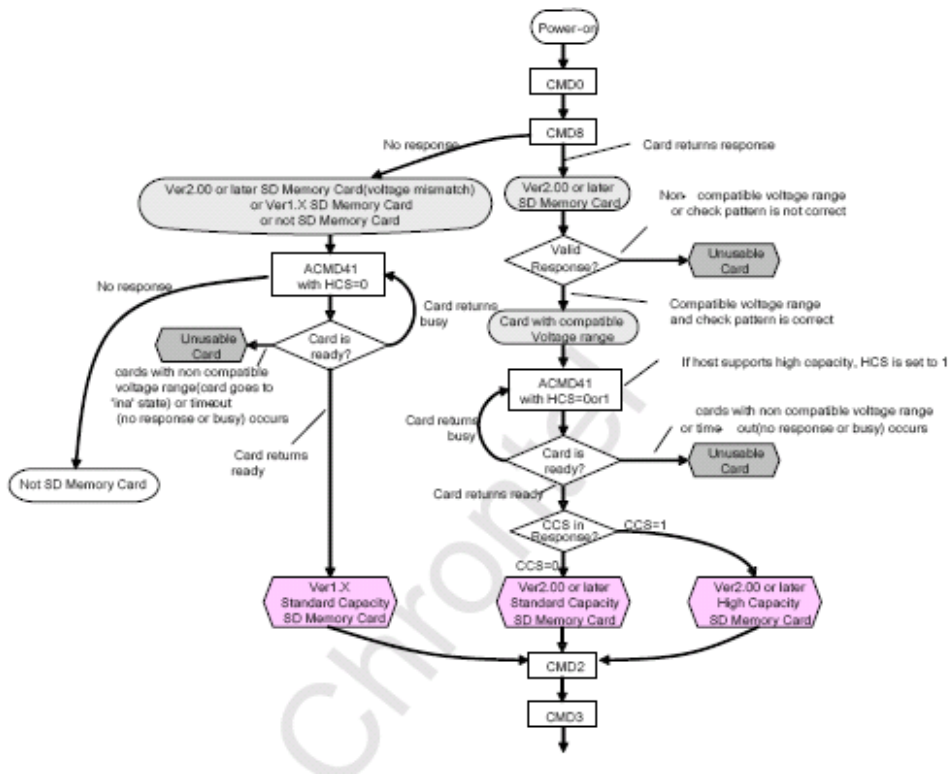 Power-on
CMD0
CMD8
No response
Card returns response
Ver2.00 or later SD Memory Card(voltage mismatch)
or Ver1.X SD Memory Card
or not SD Memory Card
Ver2.00 or later
SD Memory Card
Non- compatible voltage range
or check pattern is not correct
Valid
Response?
Unusable
Card
ACMD41
with HCS=0
No response
Card returns
busy
Compatible voltage range
and check pattern is correct
Card with compatible
Voltage range
Unusable
Card
Card is
ready?
cards with non compatible
voltage range(card goes to
'ina' state) or timeout
(no response or busy) occurs
If host supports high capacity, HCS is set to 1
ACMD41
with HCS=0or1
Card returns
busy
cards with non compatible voltage range
or time- out(no response or busy) occurs
Card returns
ready
Card is
ready?
Unusable
Card
Not SD Memory Card
Card returns ready
CCS in
Response?
CCS=1
CCS=0
Ver1.X
Standard Capacity
SD Memory Card
Ver2.00 or later
Standard Capacity
SD Memory Card
Ver2.00 or later
High Capacity
SD Memory Card
CMD2
CMD3
Chrontel